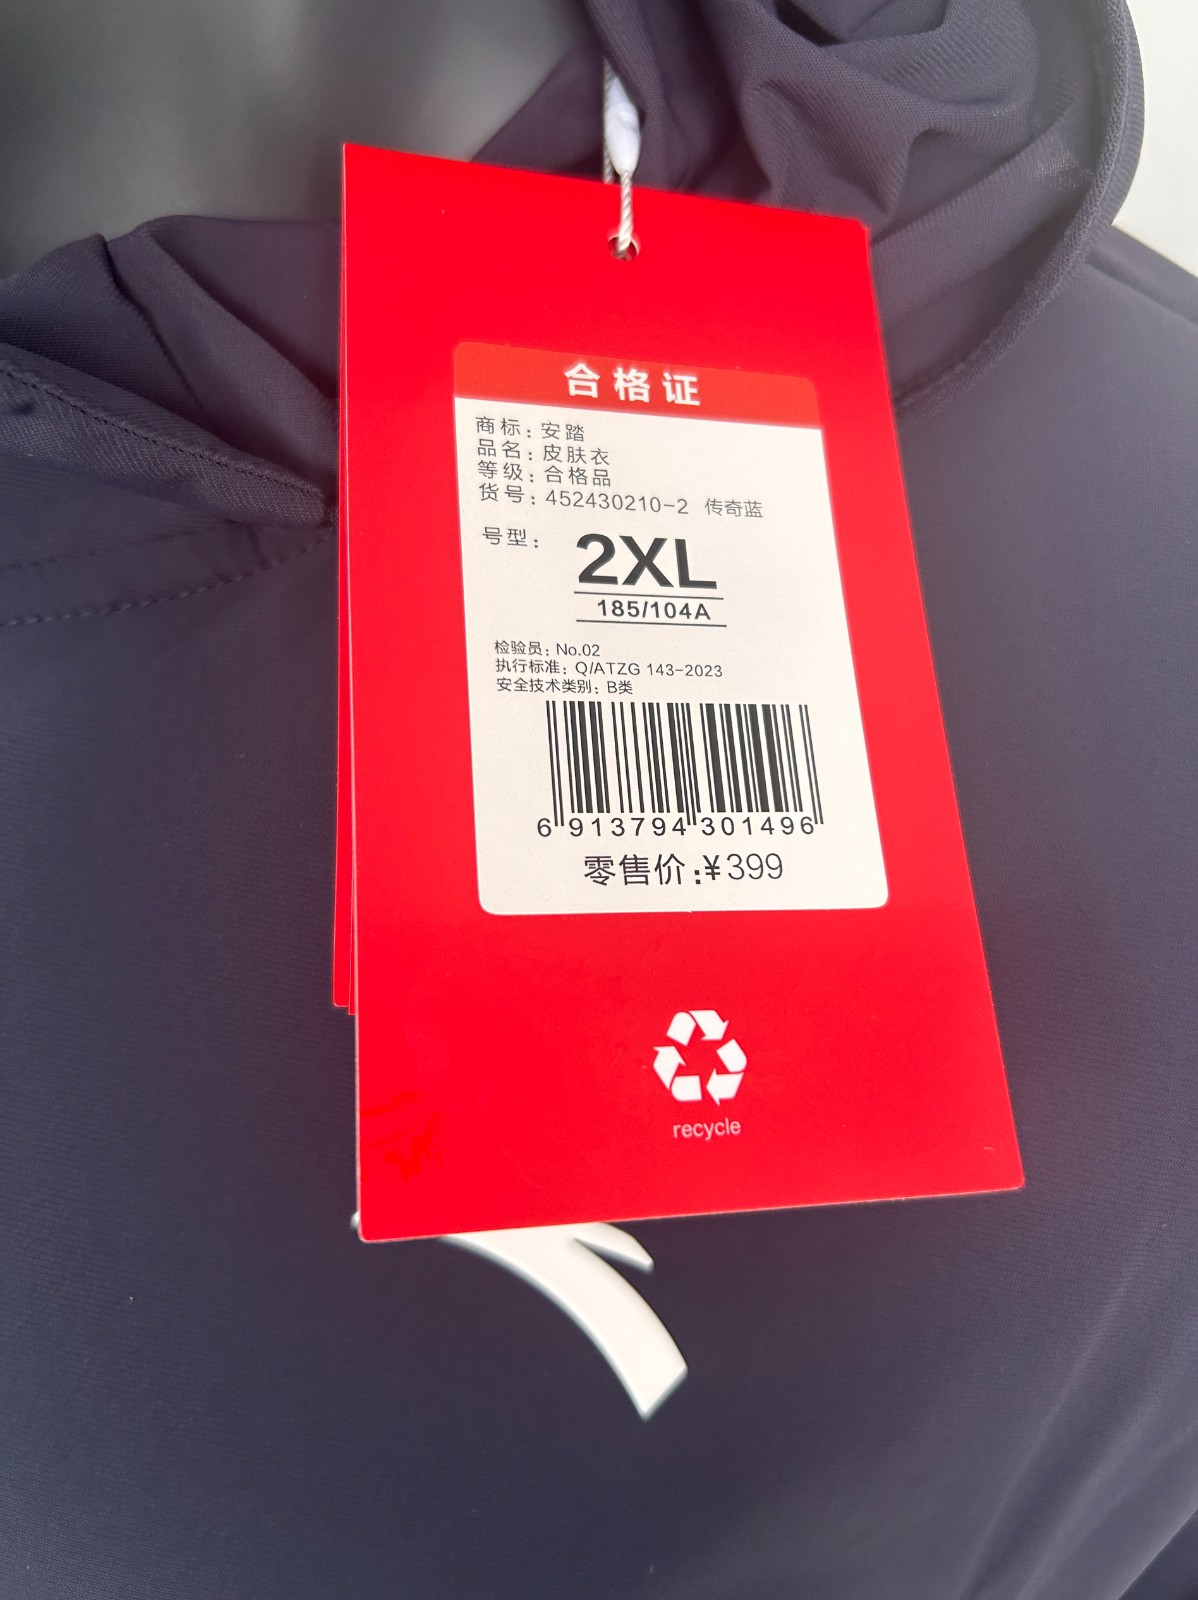 合格证
商标：安踏
品名：皮肤衣
等级：合格品
货号：452430210-2 传奇蓝
号型：
2XL
185/104A
检验员：No.02
执行标准：Q/ATZG 143-2023
安全技术类别：B类
6 913794 301496
零售价:¥399
recycle